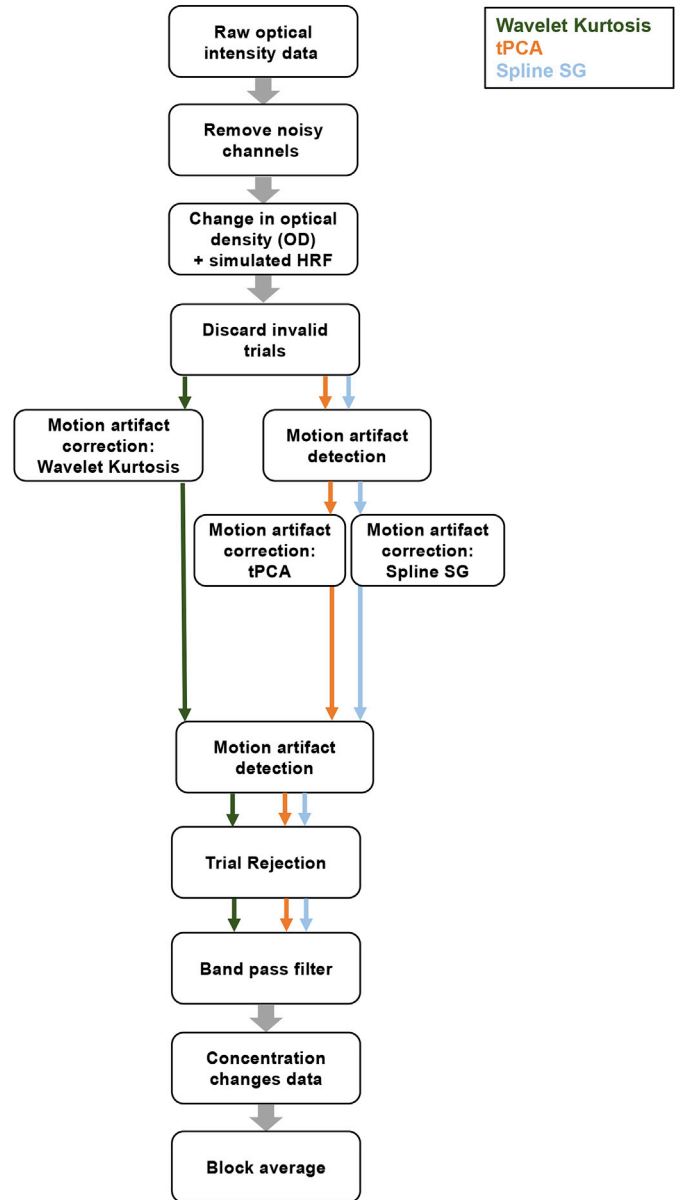 Raw optical
intensity data
Wavelet Kurtosis
tPCA
Spline SG
Remove noisy
channels
Change in optical
density (OD)
+ simulated HRF
Discard invalid
trials
Motion artifact
correction:
Wavelet Kurtosis
Motion artifact
detection
Motion artifact
correction:
tPCA
Motion artifact
correction:
Spline SG
Motion artifact
detection
Trial Rejection
Band pass filter
Concentration
changes data
Block average